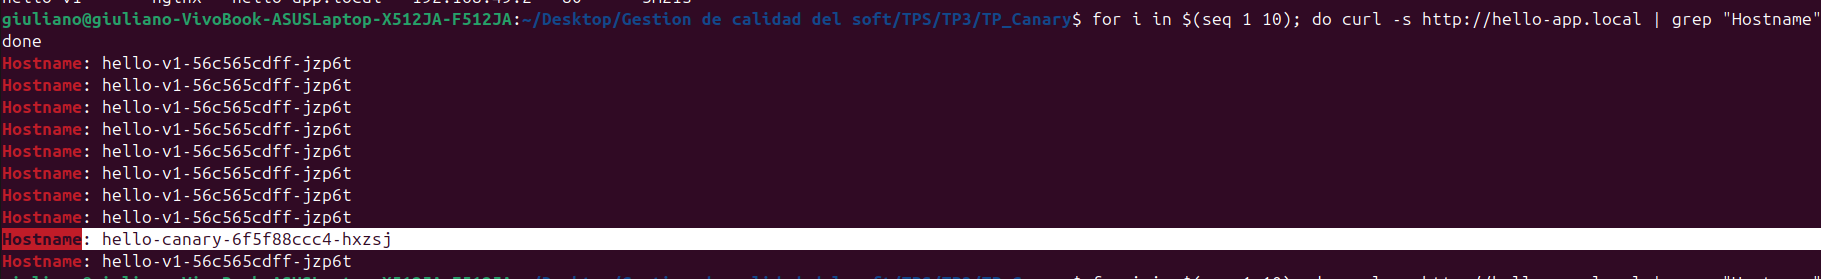 giuliano@giuliano-VivoBook-ASUSLaptop-X512JA-F512JA:~/Desktop/Gestion de calidad del soft/TPS/TP3/TP_Canary$ for i in $(seq 1 10); do curl -s http://hello-app.local | grep "Hostname"
done
Hostname: hello-v1-56c565cdff-jzp6t
Hostname: hello-v1-56c565cdff-jzp6t
Hostname: hello-v1-56c565cdff-jzp6t
Hostname: hello-v1-56c565cdff-jzp6t
Hostname: hello-v1-56c565cdff-jzp6t
Hostname: hello-v1-56c565cdff-jzp6t
Hostname: hello-v1-56c565cdff-jzp6t
Hostname: hello-v1-56c565cdff-jzp6t
Hostname: hello-canary-6f5f88ccc4-hxzsj
Hostname: hello-v1-56c565cdff-jzp6t